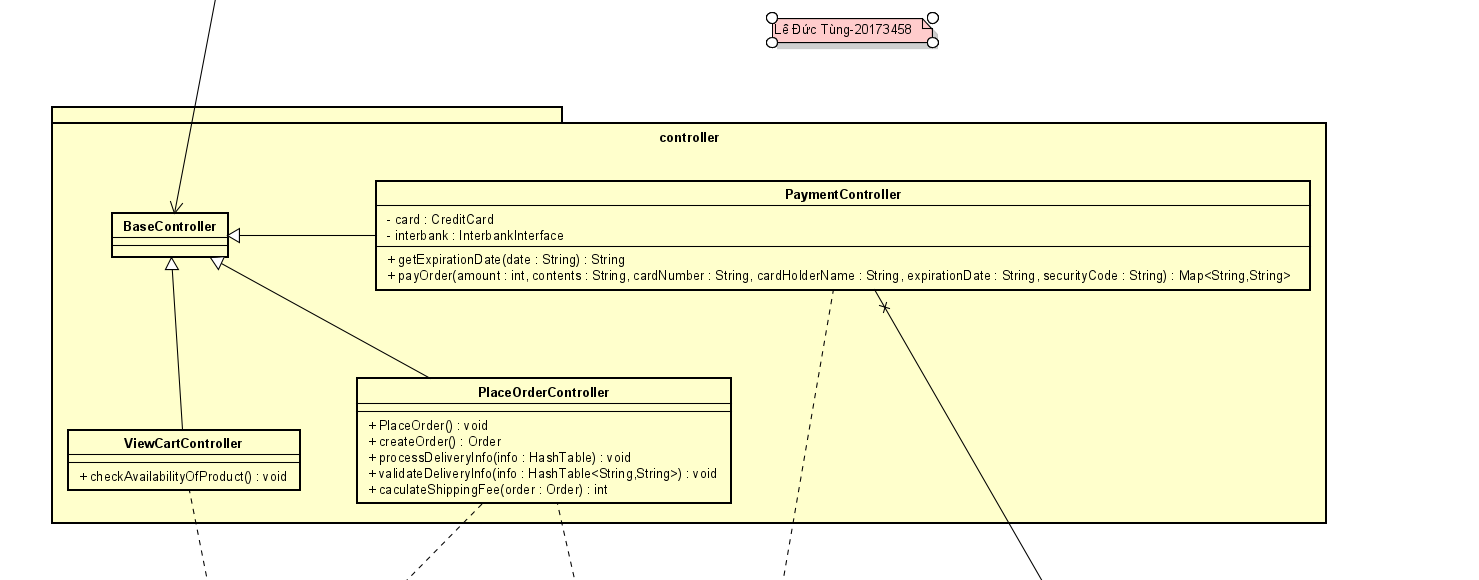 Lê Đức Tùng-20173458
controller
PaymentController
- card : CreditCard
- interbank : InterbankInterface
+ getExpirationDate(date : String) : String
+ payOrder(amount : int, contents : String, cardNumber : String, cardHolderName : String, expirationDate : String, securityCode : String) : Map<String,String>
BaseController
PlaceOrderController
+ PlaceOrder() : void
+ createOrder() : Order
+ processDeliveryInfo(info : HashTable) : void
+ validateDeliveryInfo(info : HashTable<String,String>) : void
+ caculateShippingFee(order : Order) : int
ViewCartController
+ checkAvailabilityOfProduct() : void